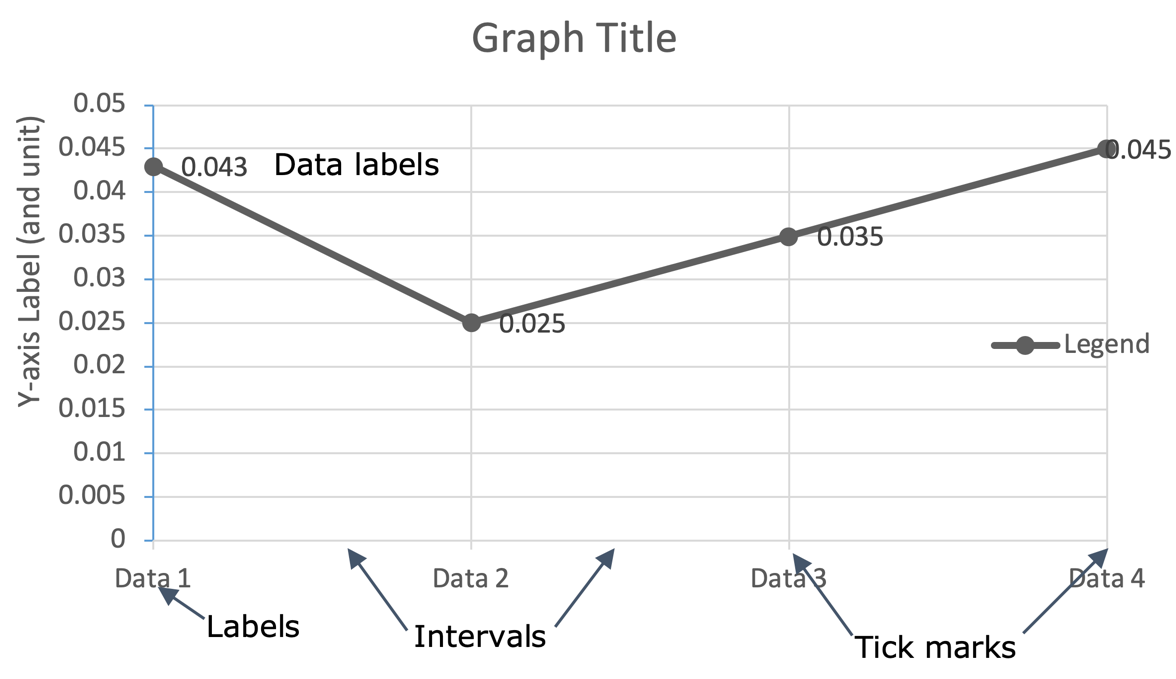 Graph Title
Y-axis Label (and unit)
0.05
0.045
0.04
0.035
0.03
0.025
0.02
0.015
0.01
0.005
0
0.043
Data labels
0.025
0.035
0.045
Legend
Data 1
Data 2
Data 3
Data 4
Labels
Intervals
Tick marks